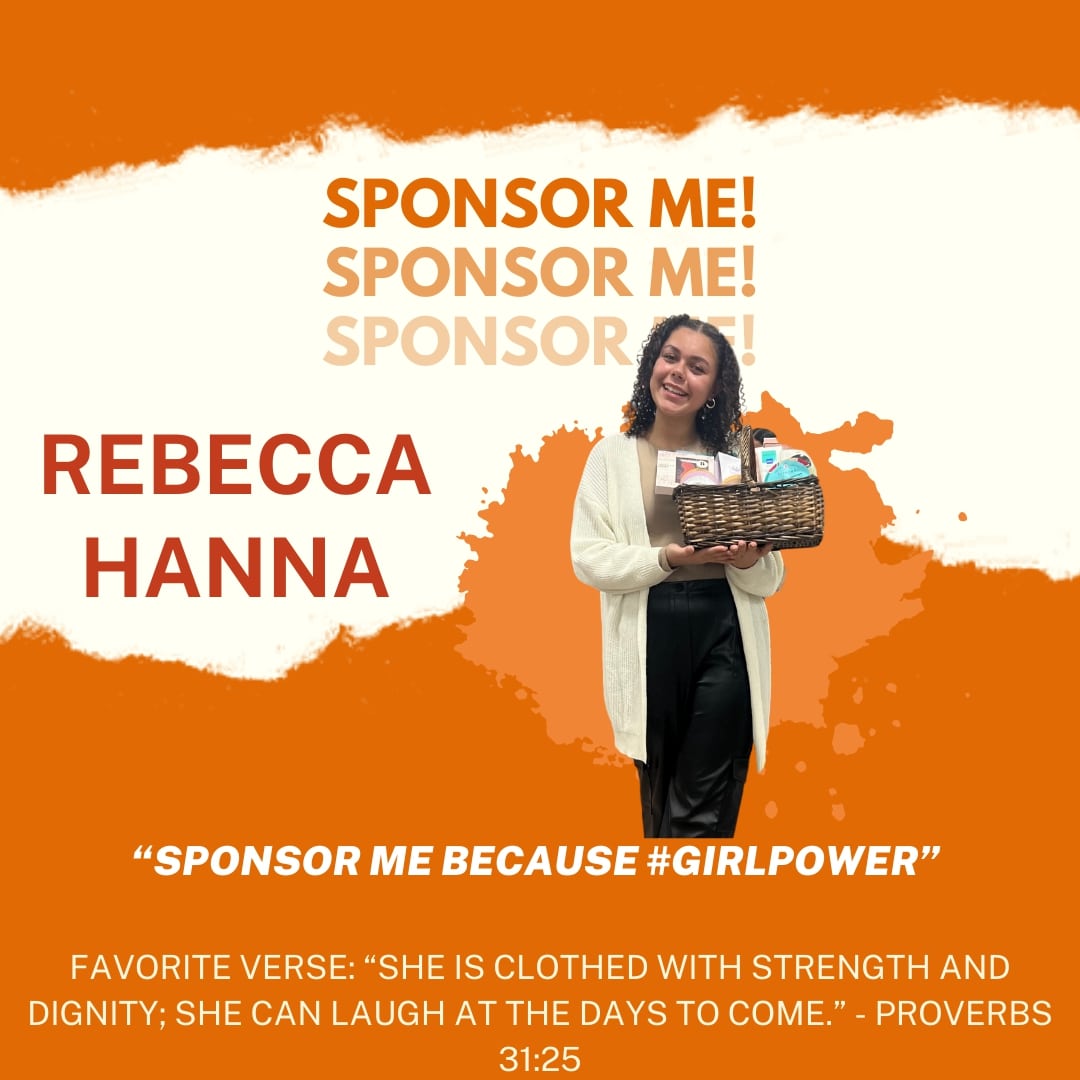 SPONSOR ME!
SPONSOR ME!
SPONSOR ME!
REBECCA
HANNA
“SPONSOR ME BECAUSE #GIRLPOWER”
FAVORITE VERSE: “SHE IS CLOTHED WITH STRENGTH AND
DIGNITY; SHE CAN LAUGH AT THE DAYS TO COME.” - PROVERBS
31:25